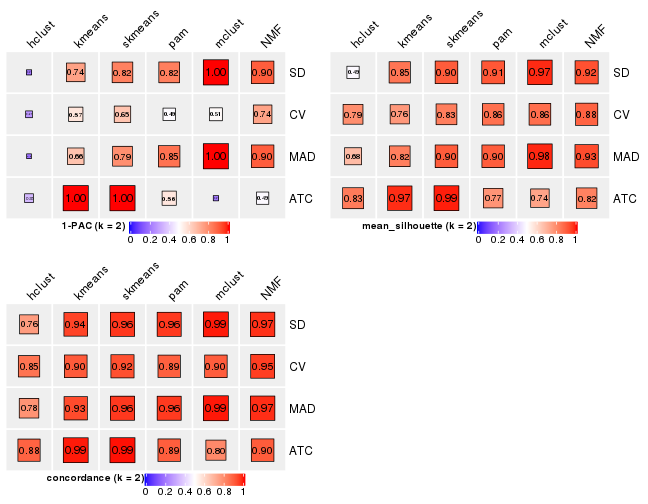 hclust kmeans skmeans pam mclust NMF
0.74 0.82 0.82 1.00 0.90 SD
0.57 0.65 0.49 0.51 0.74 CV
0.66 0.79 0.85 1.00 0.90 MAD
1.00 1.00 0.56 0.49 ATC
1-PAC (k = 2)
0 0.2 0.4 0.6 0.8 1
hclust kmeans skmeans pam mclust NMF
0.49 0.85 0.90 0.91 0.97 0.92 SD
0.79 0.76 0.83 0.86 0.86 0.88 CV
0.68 0.82 0.90 0.90 0.98 0.93 MAD
0.83 0.97 0.99 0.77 0.74 0.82 ATC
mean_silhouette (k = 2)
0 0.2 0.4 0.6 0.8 1
hclust kmeans skmeans pam mclust NMF
0.76 0.94 0.96 0.96 0.99 0.97 SD
0.85 0.90 0.92 0.89 0.90 0.95 CV
0.78 0.93 0.96 0.96 0.99 0.97 MAD
0.88 0.99 0.99 0.89 0.80 0.90 ATC
concordance (k = 2)
0 0.2 0.4 0.6 0.8 1